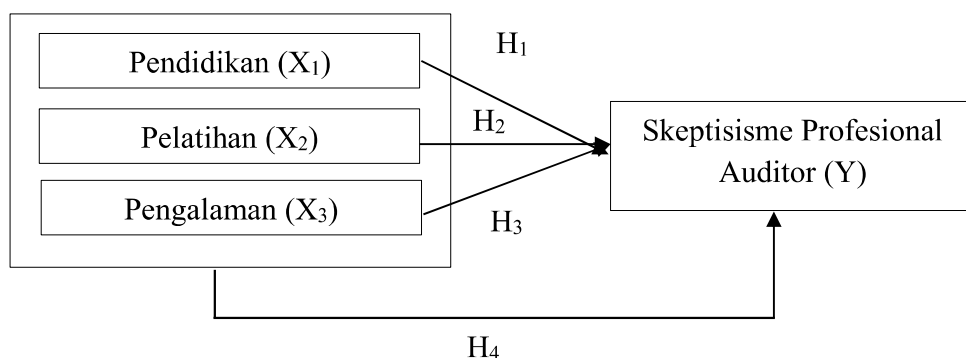 H₁
Pendidikan (X₁)
H₂
Pelatihan (X₂)
Pengalaman (X₃)
H₃
Skeptisisme Profesional
Auditor (Y)
H₄